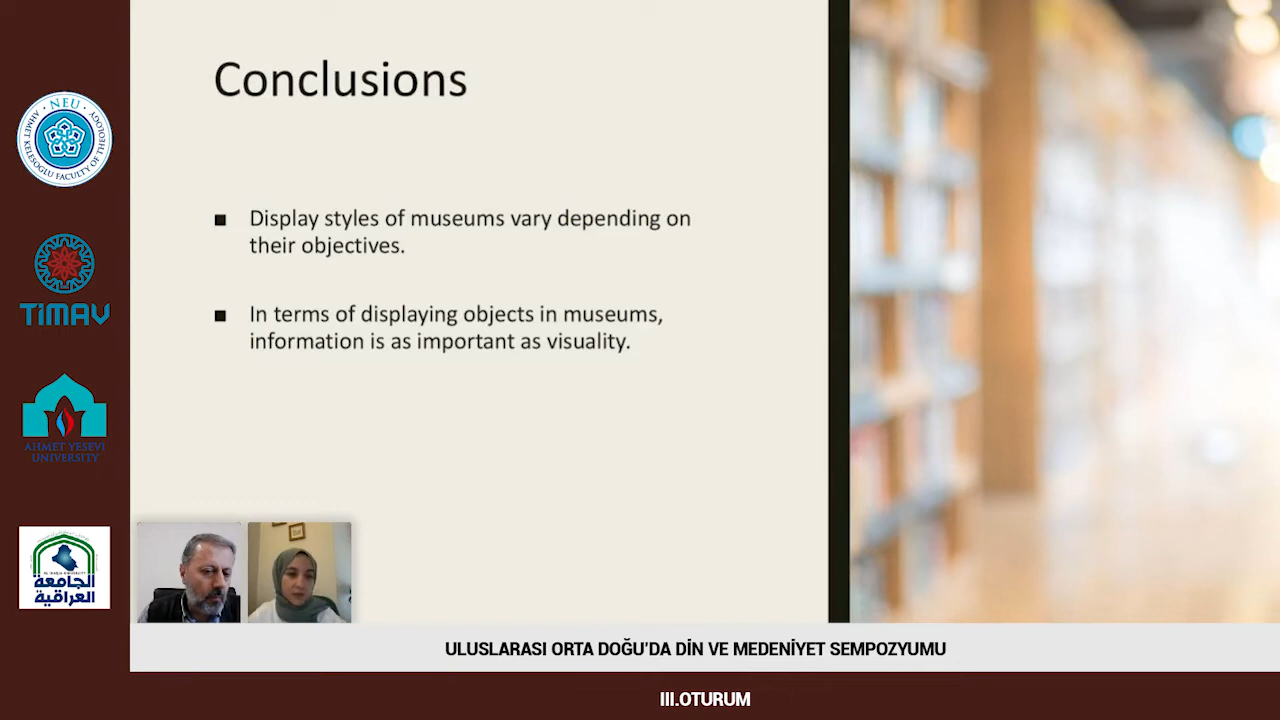 Conclusions
■ Display styles of museums vary depending on
their objectives.
■ In terms of displaying objects in museums,
information is as important as visuality.
· NEU ·
AHMET KELEŞOĞLU FACULTY OF THEOLOGY
TİMAV
AHMET YESEVİ
UNIVERSITY
الجامعة
العراقية
ULUSLARASI ORTA DOĞU'DA DİN VE MEDENİYET SEMPOZYUMU
III.OTURUM